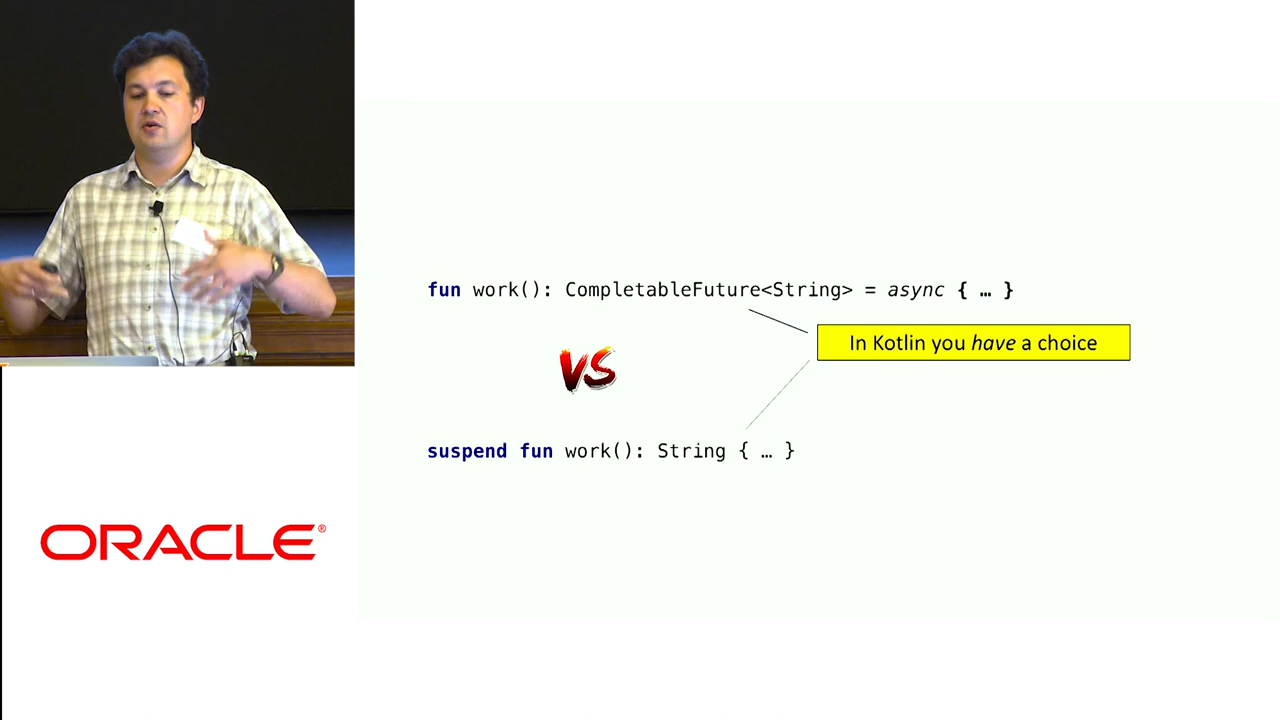 fun work(): CompletableFuture<String> = async { … }
In Kotlin you have a choice
VS
suspend fun work(): String { … }
ORACLE®